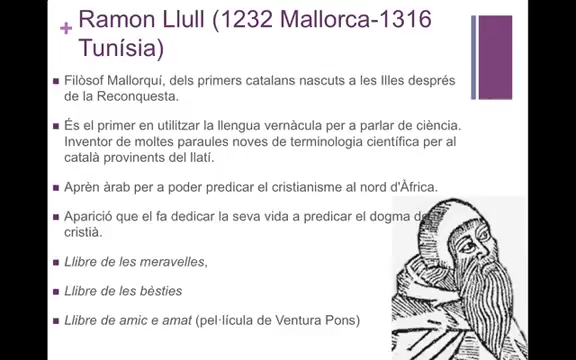 + Ramon Llull (1232 Mallorca-1316
Tunísia)
Filòsof Mallorquí, dels primers catalans nascuts a les Illes després
de la Reconquesta.
És el primer en utilitzar la llengua vernàcula per a parlar de ciència.
Inventor de moltes paraules noves de terminologia científica per al
català provinents del llatí.
Aprèn àrab per a poder predicar el cristianisme al nord d'Àfrica.
Aparició que el fa dedicar la seva vida a predicar el dogma
cristià.
Llibre de les meravelles,
Llibre de les bèsties
Llibre de amic e amat (pel·lícula de Ventura Pons)